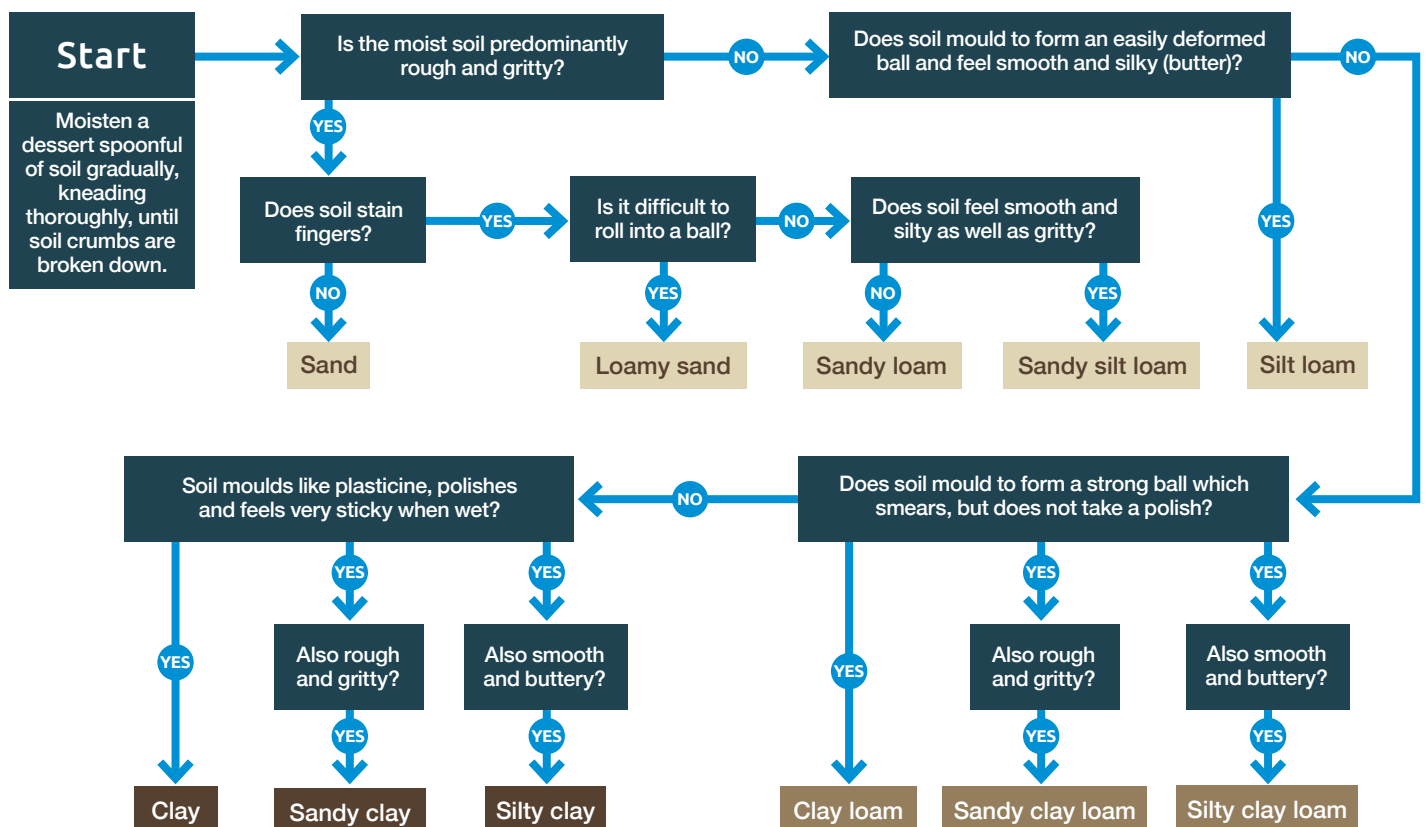 Start
Moisten a
dessert spoonful
of soil gradually,
kneading
thoroughly, until
soil crumbs are
broken down.
Is the moist soil predominantly
rough and gritty?
NO
Does soil mould to form an easily deformed
ball and feel smooth and silky (butter)?
NO
YES
YES
Does soil stain
fingers?
YES
Is it difficult to
roll into a ball?
NO
Does soil feel smooth and
silty as well as gritty?
NO
YES
NO
YES
Sand
Loamy sand
Sandy loam
Sandy silt loam
Silt loam
Does soil mould to form a strong ball which
smears, but does not take a polish?
NO
Soil moulds like plasticine, polishes
and feels very sticky when wet?
YES
YES
YES
Also rough
and gritty?
Also smooth
and buttery?
YES
YES
Clay
Sandy clay
Silty clay
YES
YES
YES
Also rough
and gritty?
Also smooth
and buttery?
YES
YES
Clay loam
Sandy clay loam
Silty clay loam